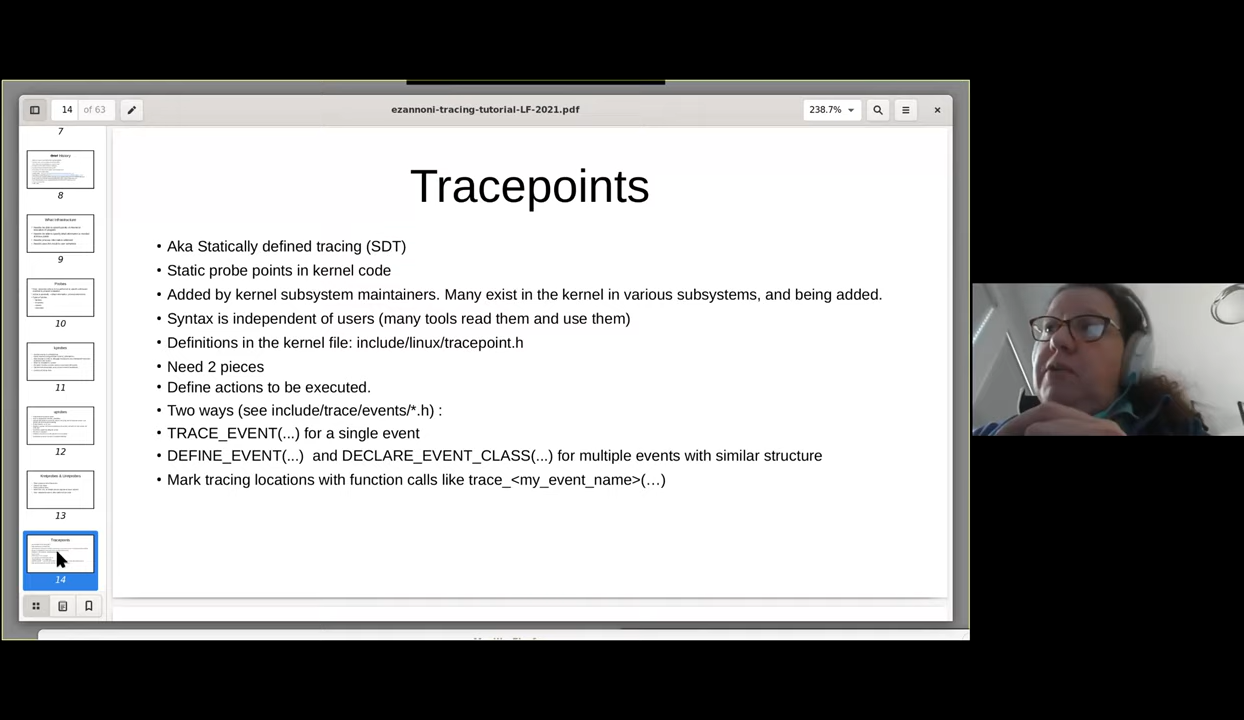 14 of 63
ezannoni-tracing-tutorial-LF-2021.pdf
238.7%
7
8
9
10
11
12
13
Tracepoints
14
Tracepoints
• Aka Statically defined tracing (SDT)
• Static probe points in kernel code
• Added by kernel subsystem maintainers. Many exist in the kernel in various subsystems, and being added.
• Syntax is independent of users (many tools read them and use them)
• Definitions in the kernel file: include/linux/tracepoint.h
• Need 2 pieces
• Define actions to be executed.
• Two ways (see include/trace/events/*.h) :
• TRACE_EVENT(...) for a single event
• DEFINE_EVENT(...)  and DECLARE_EVENT_CLASS(...) for multiple events with similar structure
• Mark tracing locations with function calls like trace_<my_event_name>(…)